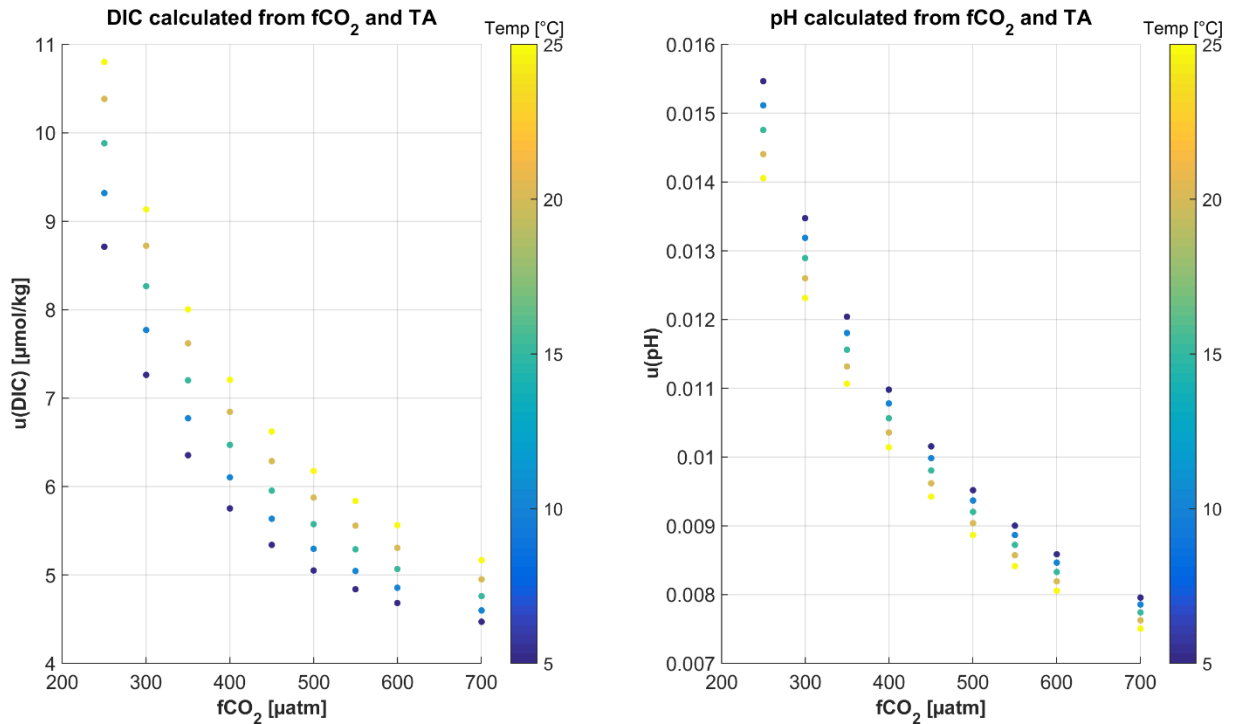 DIC calculated from fCO2 and TA
Temp [°C]
11
10
9
8
7
6
5
4
u(DIC) [µmol/kg]
200 300 400 500 600 700
fCO2 [µatm]
25
20
15
10
5
pH calculated from fCO2 and TA
Temp [°C]
0.016
0.015
0.014
0.013
0.012
0.011
0.01
0.009
0.008
0.007
u(pH)
200 300 400 500 600 700
fCO2 [µatm]
25
20
15
10
5